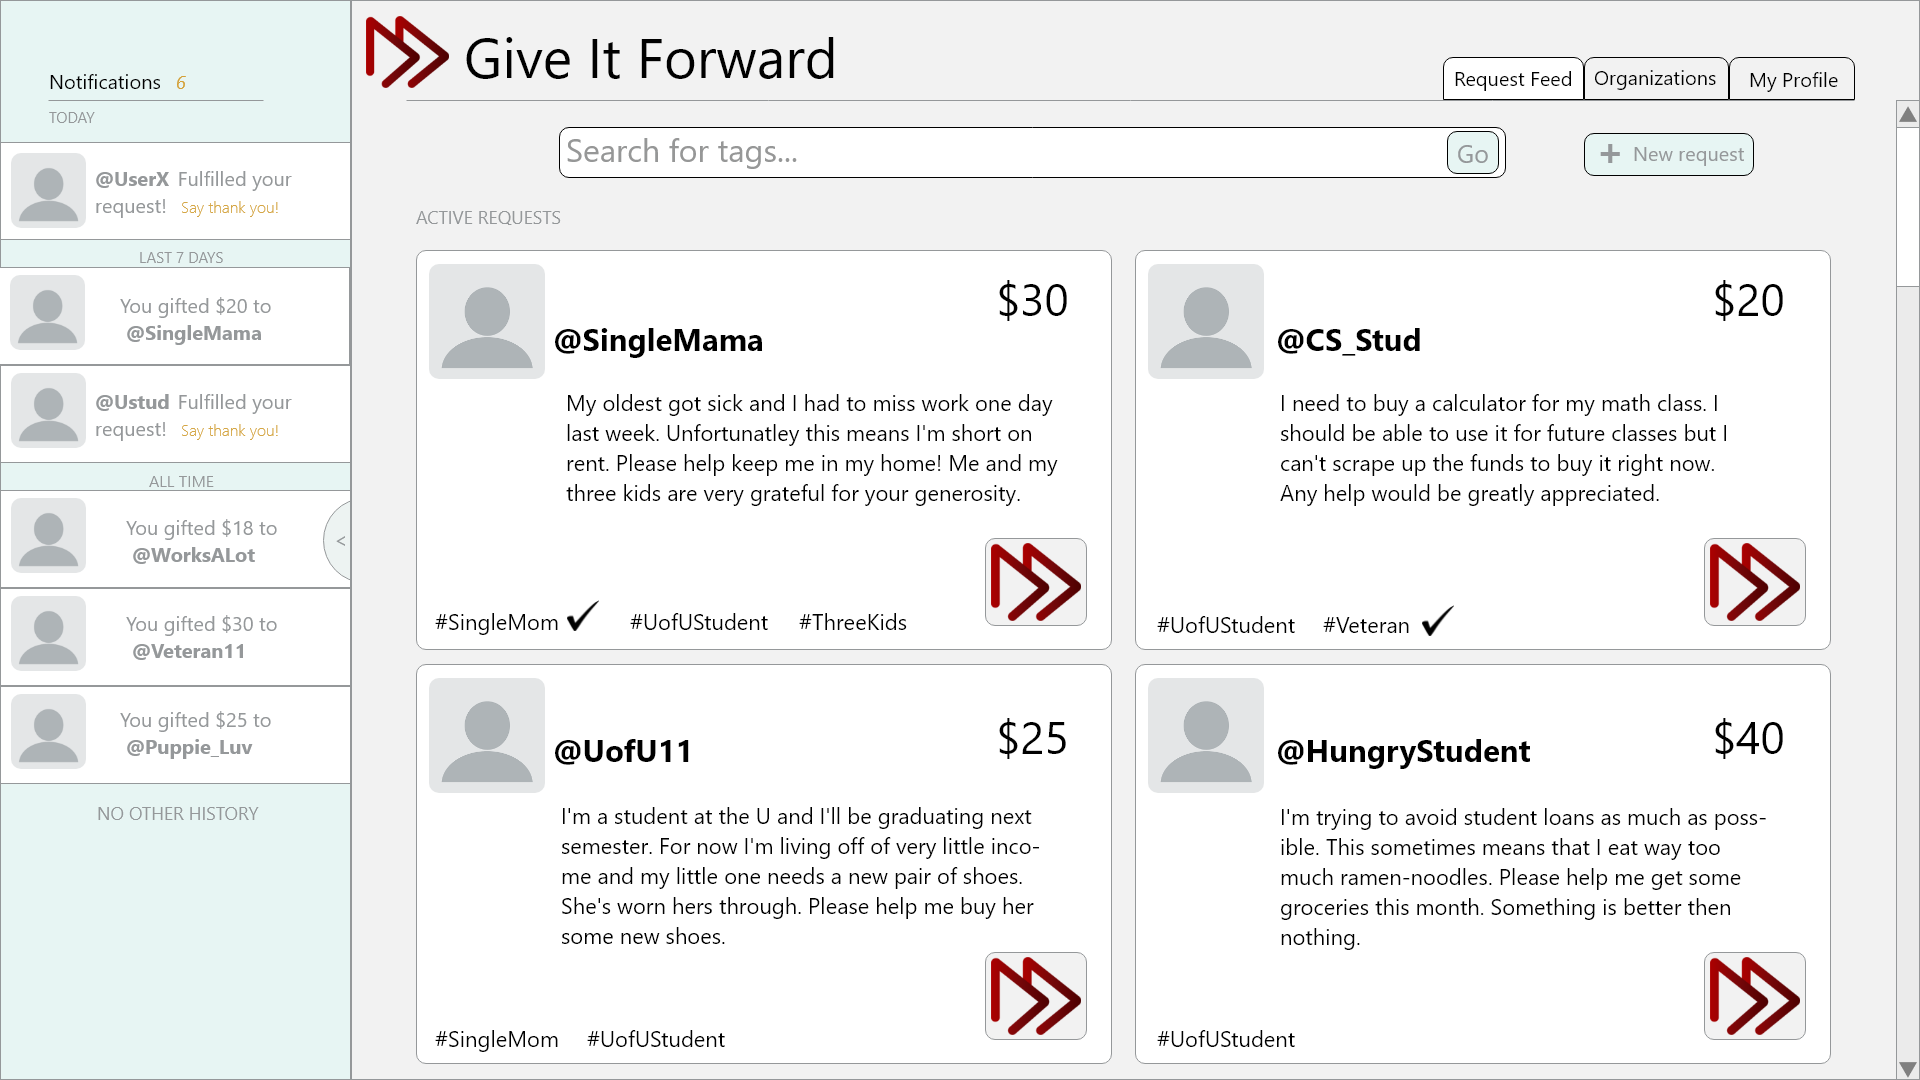 Notifications 6
TODAY
@UserX Fulfilled your
request! Say thank you!
LAST 7 DAYS
You gifted $20 to
@SingleMama
@Ustud Fulfilled your
request! Say thank you!
ALL TIME
You gifted $18 to
@WorksALot
<
You gifted $30 to
@Veteran11
You gifted $25 to
@Puppie_Luv
NO OTHER HISTORY
Give It Forward
Request Feed
Organizations
My Profile
Search for tags...
Go
+ New request
ACTIVE REQUESTS
$30
@SingleMama
My oldest got sick and I had to miss work one day
last week. Unfortunatley this means I'm short on
rent. Please help keep me in my home! Me and my
three kids are very grateful for your generosity.
#SingleMom ✓ #UofUStudent #ThreeKids
$20
@CS_Stud
I need to buy a calculator for my math class. I
should be able to use it for future classes but I
can't scrape up the funds to buy it right now.
Any help would be greatly appreciated.
#UofUStudent #Veteran ✓
$25
@UofU11
I'm a student at the U and I'll be graduating next
semester. For now I'm living off of very little inco-
me and my little one needs a new pair of shoes.
She's worn hers through. Please help me buy her
some new shoes.
#SingleMom #UofUStudent
$40
@HungryStudent
I'm trying to avoid student loans as much as poss-
ible. This sometimes means that I eat way too
much ramen-noodles. Please help me get some
groceries this month. Something is better then
nothing.
#UofUStudent